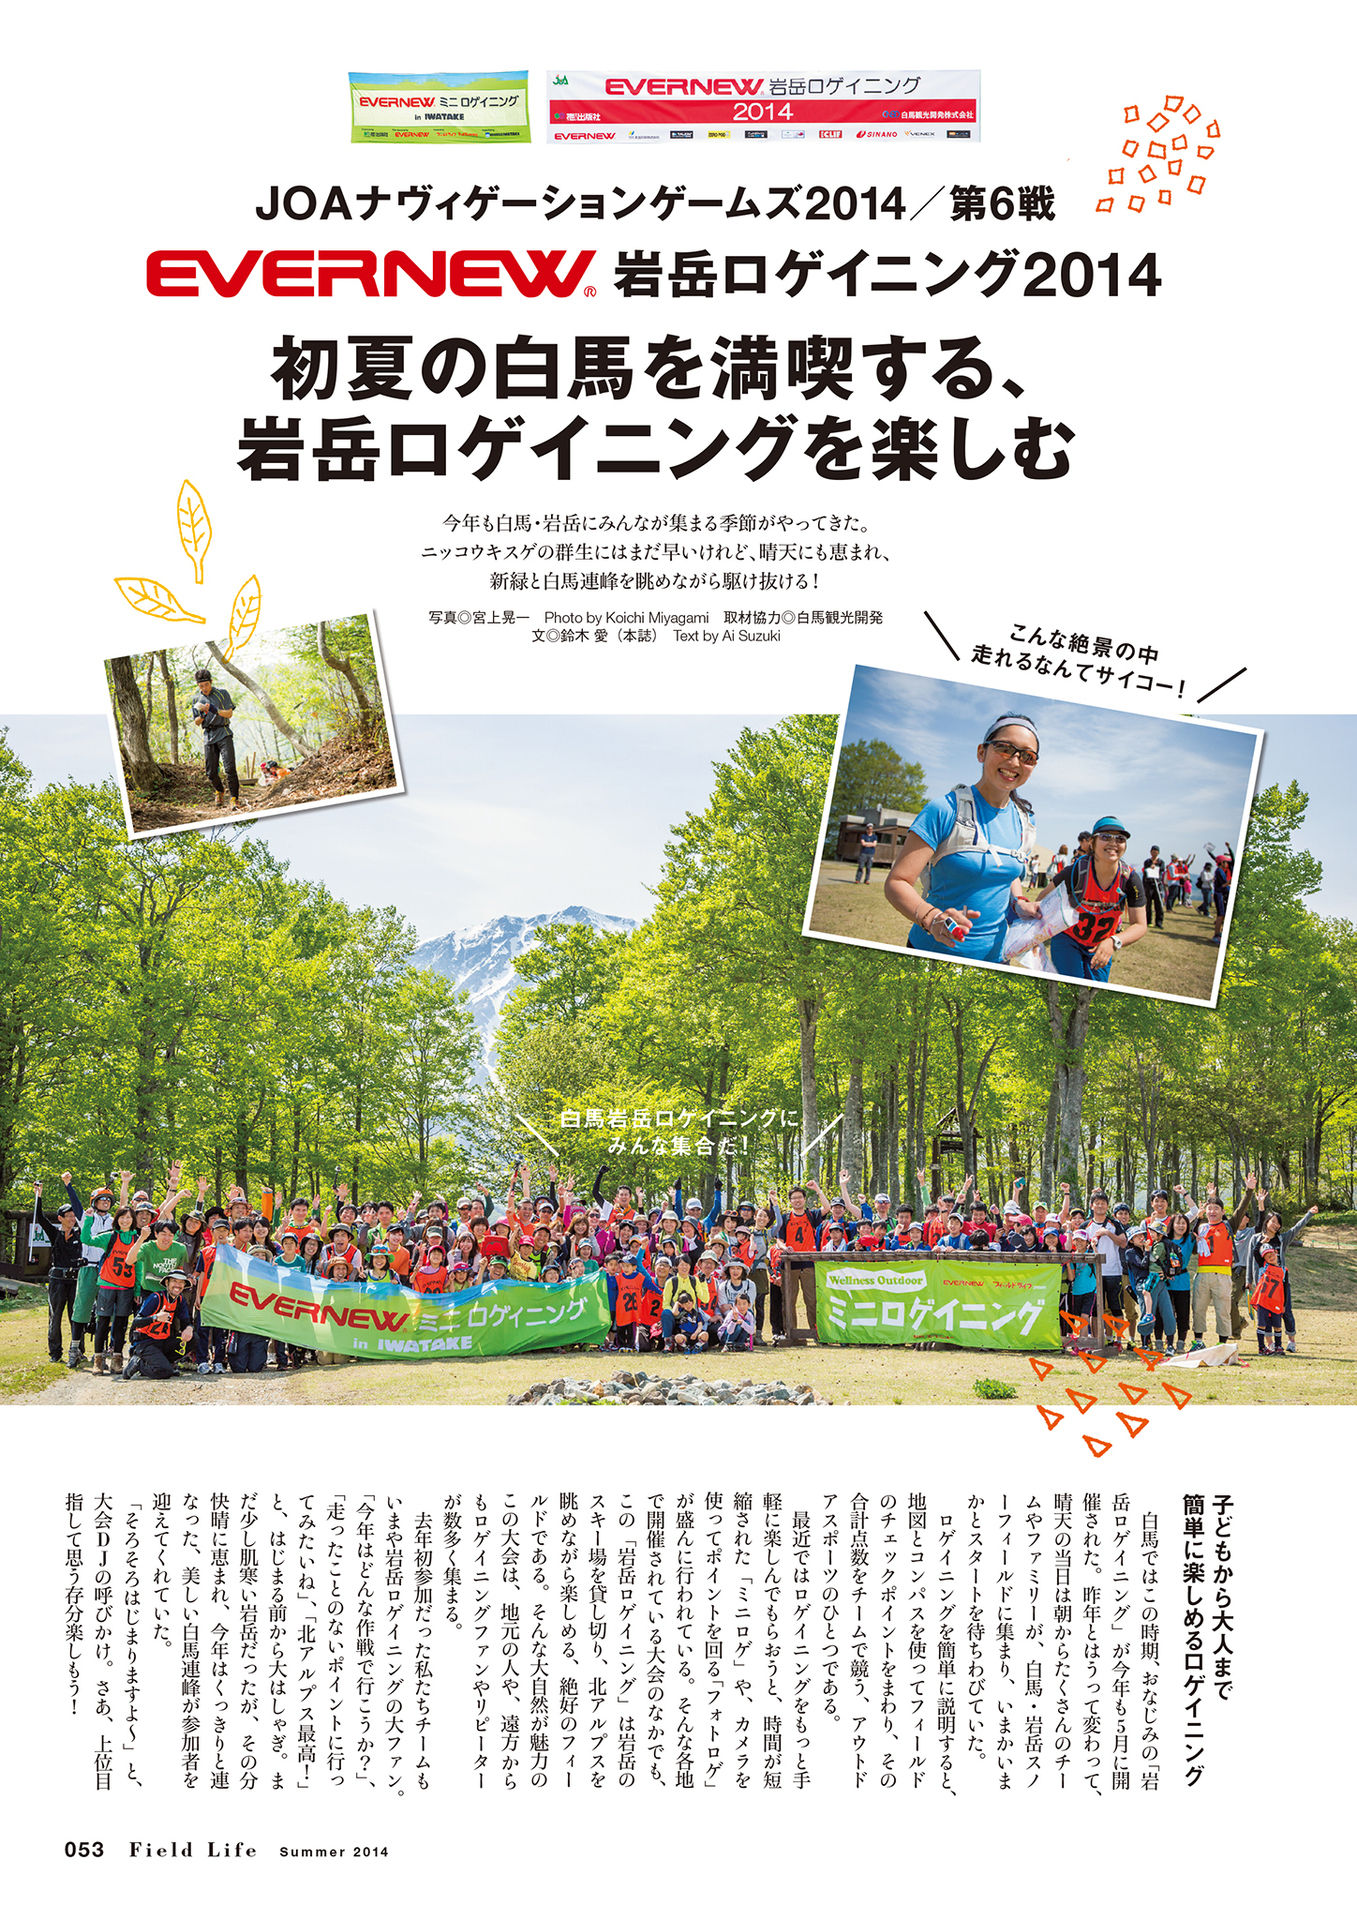 EVERNEW ミニロゲイニング
in IWATAKE
EVERNEW 岩岳ロゲイニング
2014
枻出版社
白馬観光開発株式会社
EVERNEW
CLIF
SINANO
VENEX
JOAナヴィゲーションゲームズ2014／第6戦
EVERNEW® 岩岳ロゲイニング2014
初夏の白馬を満喫する、
岩岳ロゲイニングを楽しむ
今年も白馬・岩岳にみんなが集まる季節がやってきた。
ニッコウキスゲの群生にはまだ早いけれど、晴天にも恵まれ、
新緑と白馬連峰を眺めながら駆け抜ける！
写真◎宮上晃一　Photo by Koichi Miyagami　取材協力◎白馬観光開発
文◎鈴木 愛（本誌）　Text by Ai Suzuki
こんな絶景の中
走れるなんてサイコー！
32
白馬岩岳ロゲイニングに
みんな集合だ！
53
4
26
2
EVERNEW ミニロゲイニング
in IWATAKE
Wellness Outdoor
EVERNEW フィールドライフ
ミニロゲイニング
子どもから大人まで
簡単に楽しめるロゲイニング
白馬ではこの時期、おなじみの「岩
岳ロゲイニング」が今年も5月に開
催された。昨年とはうって変わって、
晴天の当日は朝からたくさんのチー
ムやファミリーが、白馬・岩岳スノ
ーフィールドに集まり、いまかいま
かとスタートを待ちわびていた。
ロゲイニングを簡単に説明すると、
地図とコンパスを使ってフィールド
のチェックポイントをまわり、その
合計点数をチームで競う、アウトド
アスポーツのひとつである。
最近ではロゲイニングをもっと手
軽に楽しんでもらおうと、時間が短
縮された「ミニロゲ」や、カメラを
使ってポイントを回る「フォトロゲ」
が盛んに行われている。そんな各地
で開催されている大会のなかでも、
この「岩岳ロゲイニング」は岩岳の
スキー場を貸し切り、北アルプスを
眺めながら楽しめる、絶好のフィー
ルドである。そんな大自然が魅力の
この大会は、地元の人や、遠方から
もロゲイニングファンやリピーター
が数多く集まる。
去年初参加だった私たちチームも
いまや岩岳ロゲイニングの大ファン。
「今年はどんな作戦で行こうか？」、
「走ったことのないポイントに行っ
てみたいね」、「北アルプス最高！」
と、はじまる前から大はしゃぎ。ま
だ少し肌寒い岩岳だったが、その分
快晴に恵まれ、今年はくっきりと連
なった、美しい白馬連峰が参加者を
迎えてくれていた。
「そろそろはじまりますよ〜」と、
大会DJの呼びかけ。さあ、上位目
指して思う存分楽しもう！
053　Field Life　Summer 2014